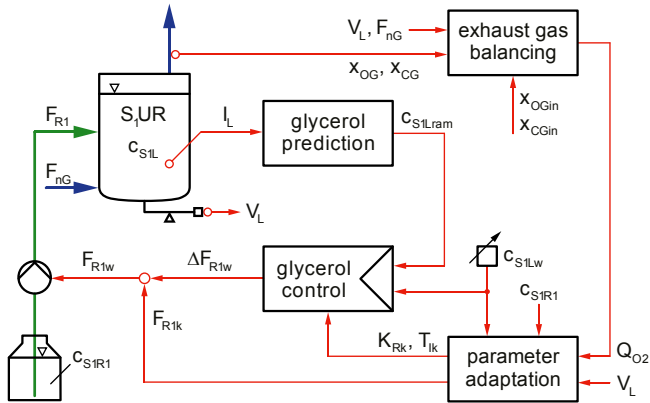 V_L, F_nG
exhaust gas
balancing
x_OG, x_CG
x_OGin
x_CGin
F_R1
S_1UR
c_S1L
I_L
glycerol
prediction
c_S1Lram
F_nG
V_L
F_R1w
ΔF_R1w
glycerol
control
c_S1Lw
c_S1R1
F_R1k
K_Rk, T_Ik
parameter
adaptation
Q_O2
V_L
c_S1R1